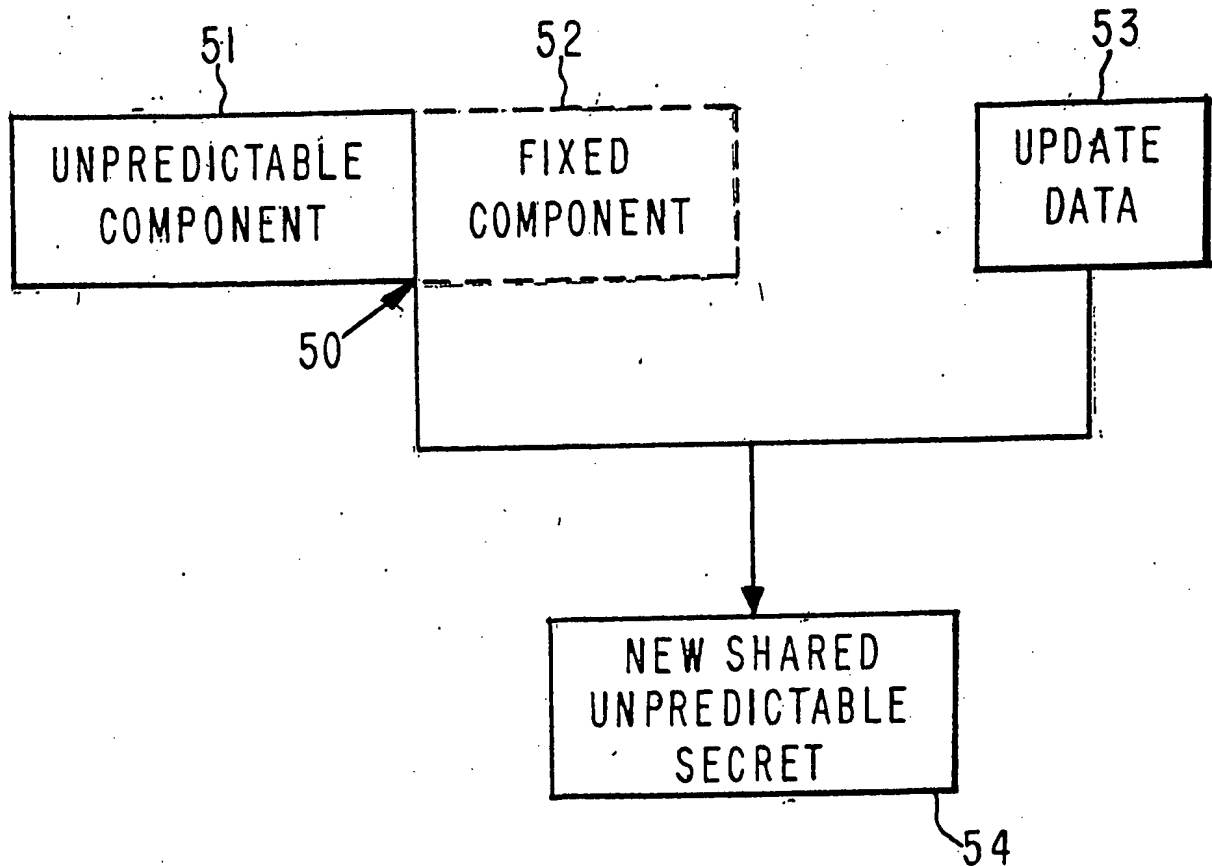 51
52
53
UNPREDICTABLE
COMPONENT
FIXED
COMPONENT
UPDATE
DATA
50
NEW SHARED
UNPREDICTABLE
SECRET
54